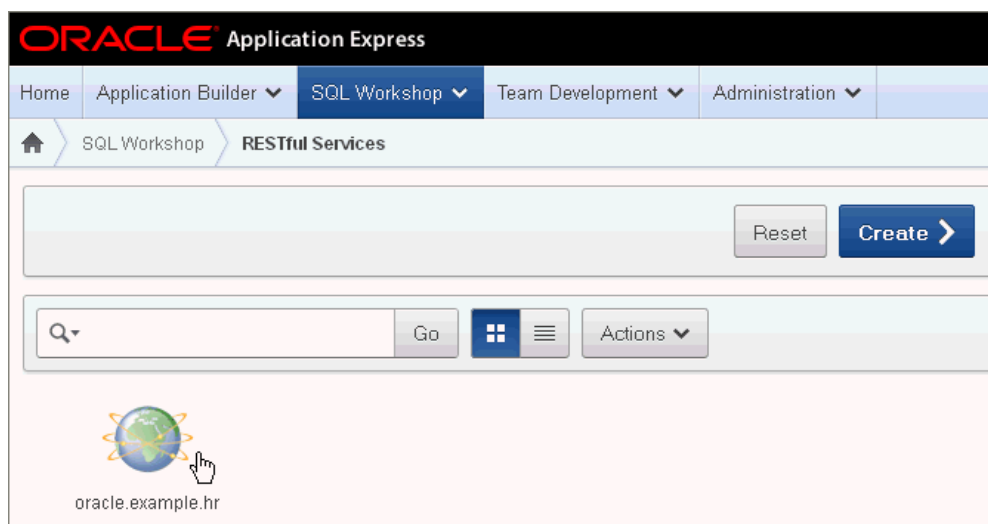 ORACLE Application Express
Home Application Builder SQL Workshop Team Development Administration
SQL Workshop RESTful Services
Reset Create
Go Actions
oracle.example.hr